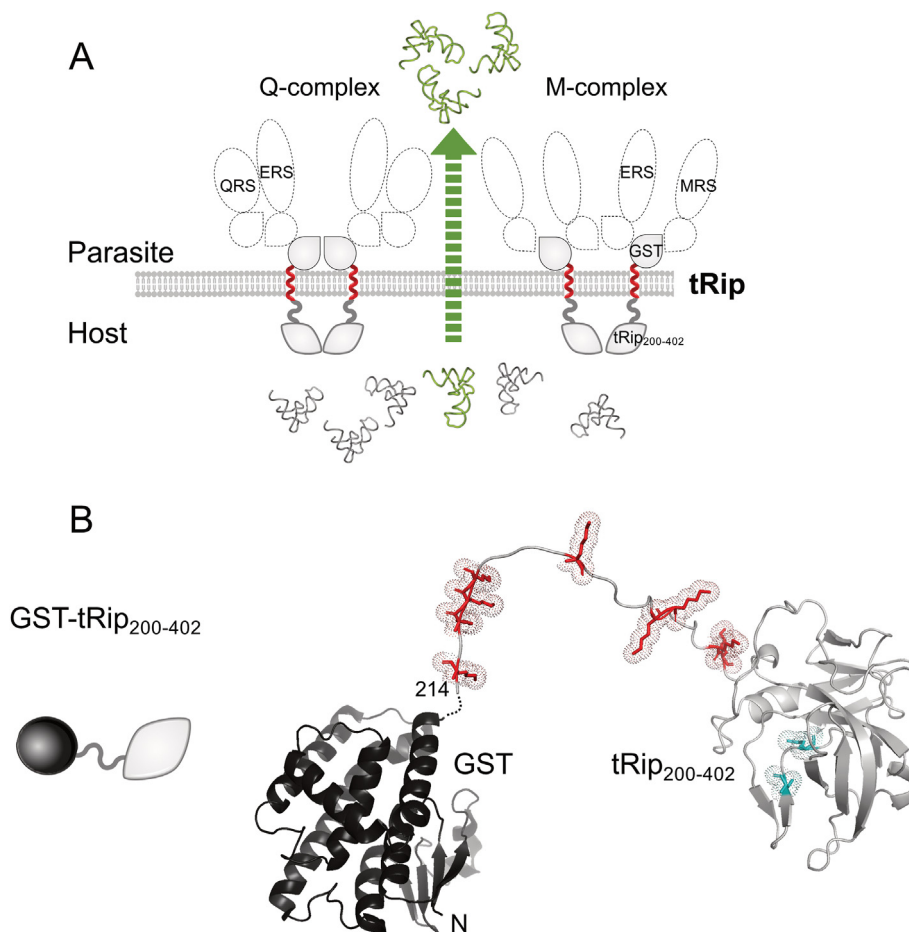 A
Q-complex
M-complex
QRS
ERS
ERS
MRS
GST
Parasite
tRip
Host
tRip200-402
B
GST-tRip200-402
214
GST
tRip200-402
N